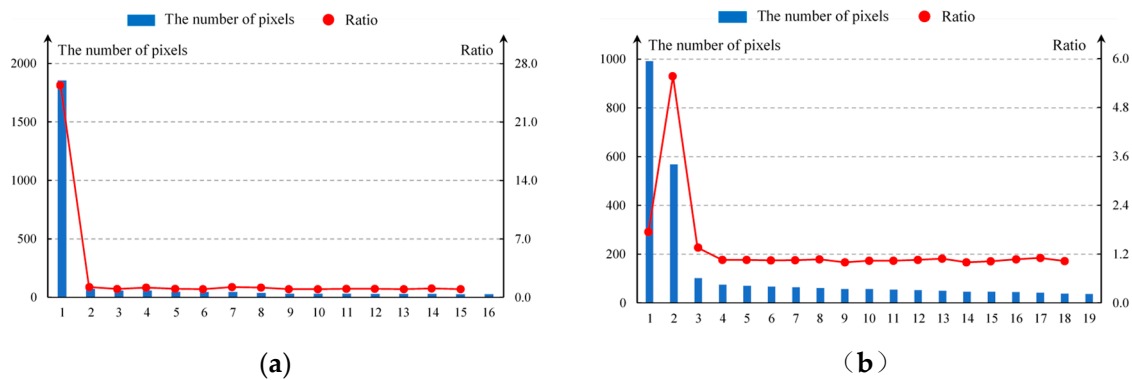 The number of pixels Ratio
The number of pixels Ratio
2000 28.0
1500 21.0
1000 14.0
500 7.0
0 0.0
1 2 3 4 5 6 7 8 9 10 11 12 13 14 15 16
(a)
The number of pixels Ratio
The number of pixels Ratio
1000 6.0
800 4.8
600 3.6
400 2.4
200 1.2
0 0.0
1 2 3 4 5 6 7 8 9 10 11 12 13 14 15 16 17 18 19
（b）